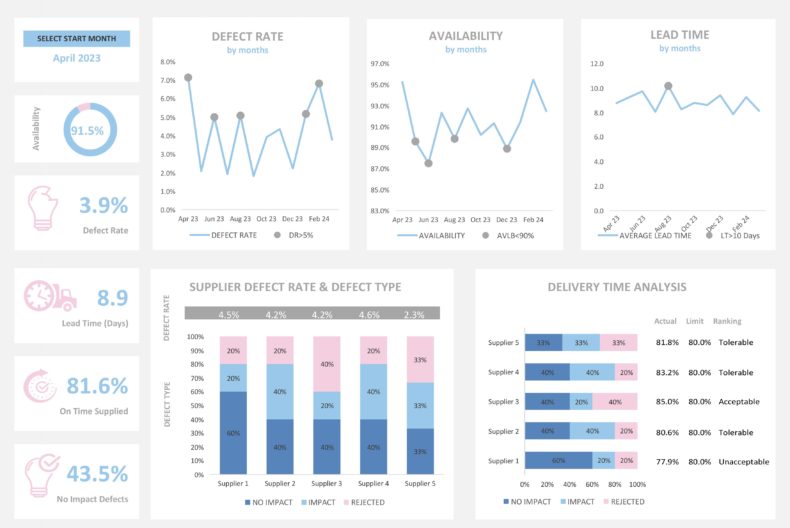 SELECT START MONTH
April 2023
Availability
91.5%
3.9%
Defect Rate
8.9
Lead Time (Days)
81.6%
On Time Supplied
43.5%
No Impact Defects
DEFECT RATE
by months
8.0%
7.0%
6.0%
5.0%
4.0%
3.0%
2.0%
1.0%
0.0%
Apr 23 Jun 23 Aug 23 Oct 23 Dec 23 Feb 24
DEFECT RATE DR>5%
AVAILABILITY
by months
97.0%
95.0%
93.0%
91.0%
89.0%
87.0%
85.0%
83.0%
Apr 23 Jun 23 Aug 23 Oct 23 Dec 23 Feb 24
AVAILABILITY AVLB<90%
LEAD TIME
by months
12.0
10.0
8.0
6.0
4.0
2.0
0.0
Apr 23 Jun 23 Aug 23 Oct 23 Dec 23 Feb 24
AVERAGE LEAD TIME LT>10 Days
SUPPLIER DEFECT RATE & DEFECT TYPE
DEFECT RATE
4.5% 4.2% 4.2% 4.6% 2.3%
DEFECT TYPE
100%
90%
80%
70%
60%
50%
40%
30%
20%
10%
0%
20% 20% 40% 20% 33%
20% 40% 20% 40% 33%
60% 40% 40% 40% 33%
Supplier 1 Supplier 2 Supplier 3 Supplier 4 Supplier 5
NO IMPACT IMPACT REJECTED
DELIVERY TIME ANALYSIS
Actual Limit Ranking
Supplier 5 33% 33% 33% 81.8% 80.0% Tolerable
Supplier 4 40% 40% 20% 83.2% 80.0% Tolerable
Supplier 3 40% 20% 40% 85.0% 80.0% Acceptable
Supplier 2 40% 40% 20% 80.6% 80.0% Tolerable
Supplier 1 60% 20% 20% 77.9% 80.0% Unacceptable
0% 20% 40% 60% 80% 100%
NO IMPACT IMPACT REJECTED